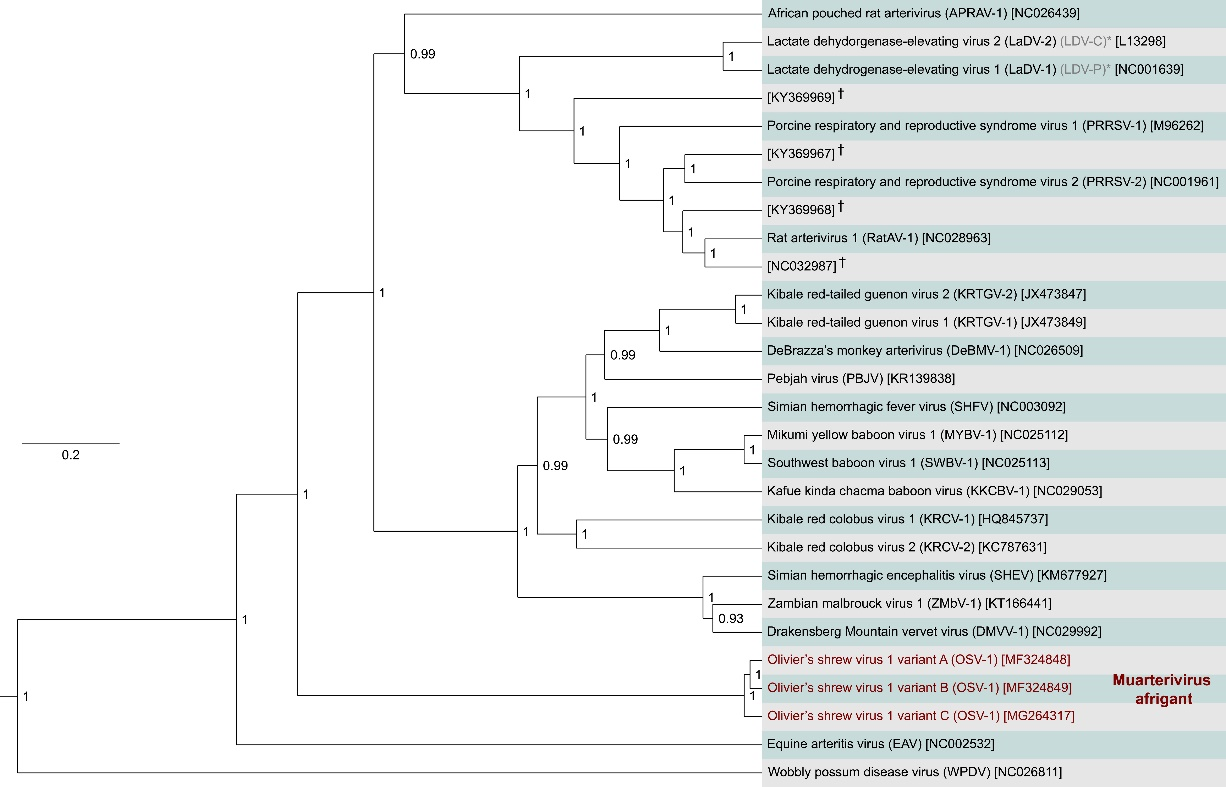 African pouched rat arterivirus (APRAV-1) [NC026439]
0.99
Lactate dehydorgenase-elevating virus 2 (LaDV-2) (LDV-C)* [L13298]
1
Lactate dehydrogenase-elevating virus 1 (LaDV-1) (LDV-P)* [NC001639]
1
[KY369969]†
1
Porcine respiratory and reproductive syndrome virus 1 (PRRSV-1) [M96262]
1
[KY369967]†
1
Porcine respiratory and reproductive syndrome virus 2 (PRRSV-2) [NC001961]
1
[KY369968]†
1
Rat arterivirus 1 (RatAV-1) [NC028963]
1
[NC032987]†
1
Kibale red-tailed guenon virus 2 (KRTGV-2) [JX473847]
1
Kibale red-tailed guenon virus 1 (KRTGV-1) [JX473849]
1
DeBrazza's monkey arterivirus (DeBMV-1) [NC026509]
0.99
Pebjah virus (PBJV) [KR139838]
1
Simian hemorrhagic fever virus (SHFV) [NC003092]
0.99
Mikumi yellow baboon virus 1 (MYBV-1) [NC025112]
1
0.2
Southwest baboon virus 1 (SWBV-1) [NC025113]
0.99
1
Kafue kinda chacma baboon virus (KKCBV-1) [NC029053]
1
Kibale red colobus virus 1 (KRCV-1) [HQ845737]
1
1
Kibale red colobus virus 2 (KRCV-2) [KC787631]
Simian hemorrhagic encephalitis virus (SHEV) [KM677927]
1
Zambian malbrouck virus 1 (ZMbV-1) [KT166441]
0.93
1
Drakensberg Mountain vervet virus (DMVV-1) [NC029992]
Olivier's shrew virus 1 variant A (OSV-1) [MF324848]
1
Muarterivirus
afrigant
Olivier's shrew virus 1 variant B (OSV-1) [MF324849]
1
1
Olivier's shrew virus 1 variant C (OSV-1) [MG264317]
Equine arteritis virus (EAV) [NC002532]
Wobbly possum disease virus (WPDV) [NC026811]